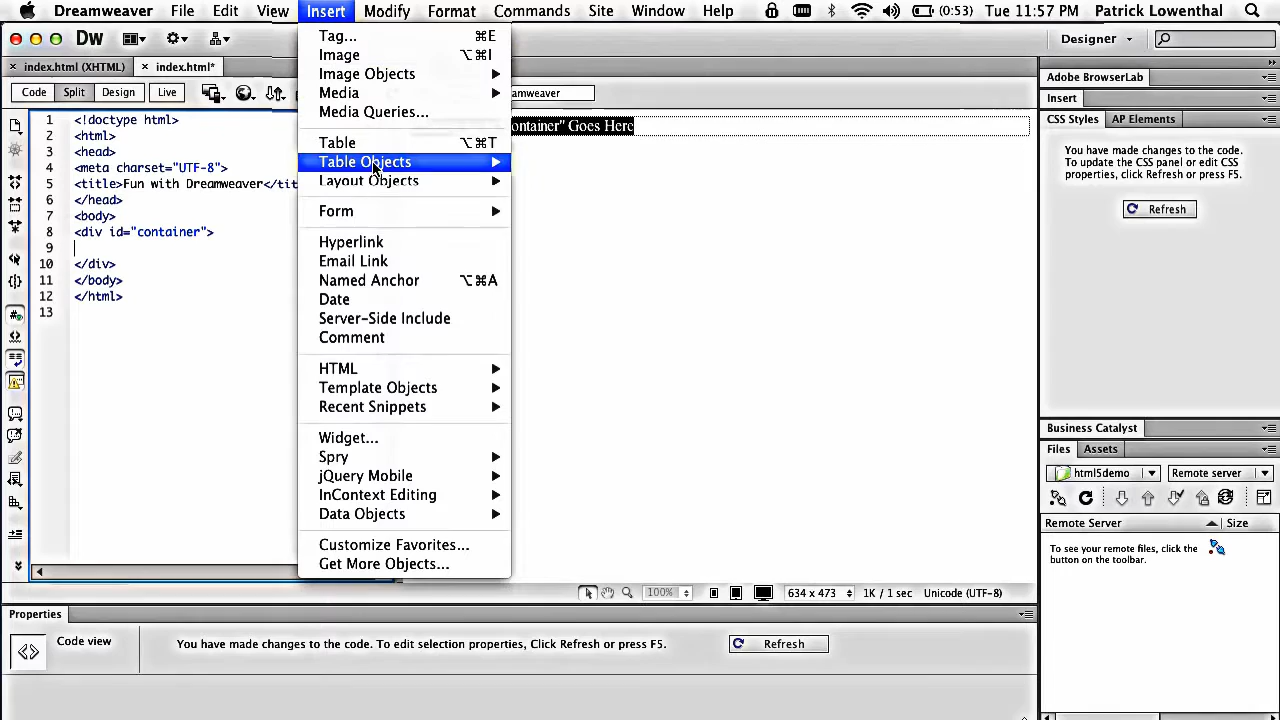 Dreamweaver File Edit View Insert Modify Format Commands Site Window Help (0:53) Tue 11:57 PM Patrick Lowenthal
Dw Designer
index.html (XHTML) index.html*
Code Split Design Live amweaver
Tag... ⌘E
Image ⌥⌘I
Image Objects
Media
Media Queries...
Table ⌥⌘T
Table Objects
Layout Objects
Form
Hyperlink
Email Link
Named Anchor ⌥⌘A
Date
Server-Side Include
Comment
HTML
Template Objects
Recent Snippets
Widget...
Spry
jQuery Mobile
InContext Editing
Data Objects
Customize Favorites...
Get More Objects...
1 <!doctype html>
2 <html>
3 <head>
4 <meta charset="UTF-8">
5 <title>Fun with Dreamweaver</tit
6 </head>
7 <body>
8 <div id="container">
9
10 </div>
11 </body>
12 </html>
13
ontainer" Goes Here
100% 634 x 473 1K / 1 sec Unicode (UTF-8)
Properties
Code view You have made changes to the code. To edit selection properties, Click Refresh or press F5. Refresh
Adobe BrowserLab
Insert
CSS Styles AP Elements
You have made changes to the code.
To update the CSS panel or edit CSS
properties, click Refresh or press F5.
Refresh
Business Catalyst
Files Assets
html5demo Remote server
Remote Server Size
To see your remote files, click the
button on the toolbar.